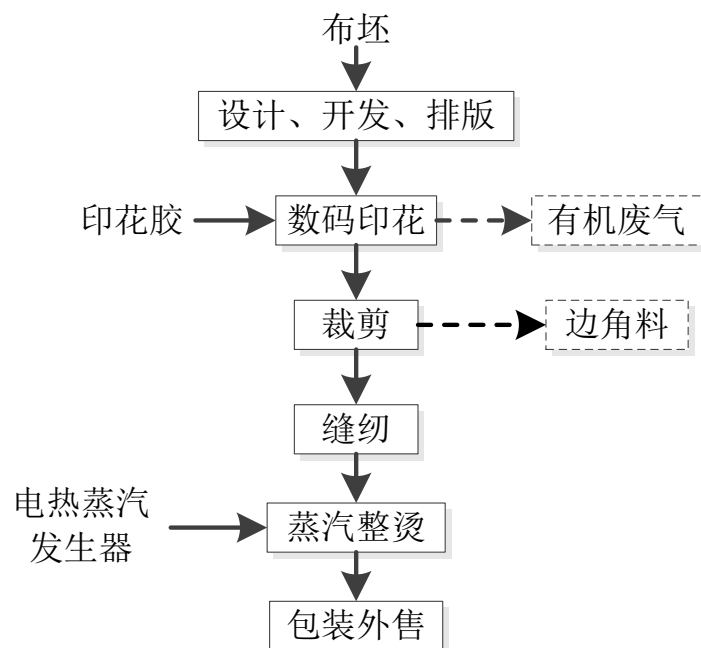 布坯
设计、开发、排版
印花胶
数码印花
有机废气
裁剪
边角料
缝纫
电热蒸汽
发生器
蒸汽整烫
包装外售